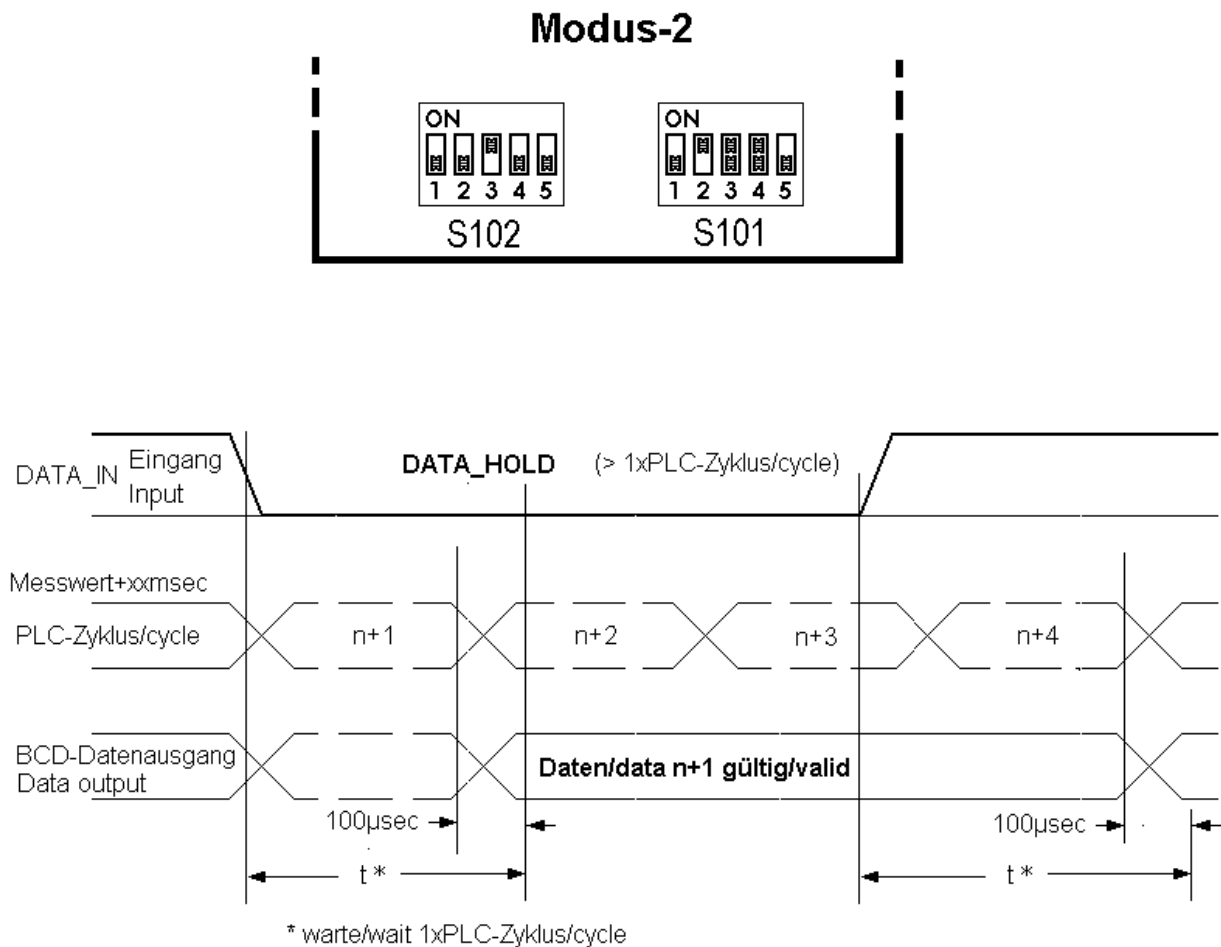 Modus-2
ON ON
1 2 3 4 5 1 2 3 4 5
S102 S101
DATA_IN Eingang
Input
DATA_HOLD (> 1xPLC-Zyklus/cycle)
Messwert+xxmsec
PLC-Zyklus/cycle n+1 n+2 n+3 n+4
BCD-Datenausgang
Data output
Daten/data n+1 gültig/valid
100µsec 100µsec
t* t*
* warte/wait 1xPLC-Zyklus/cycle